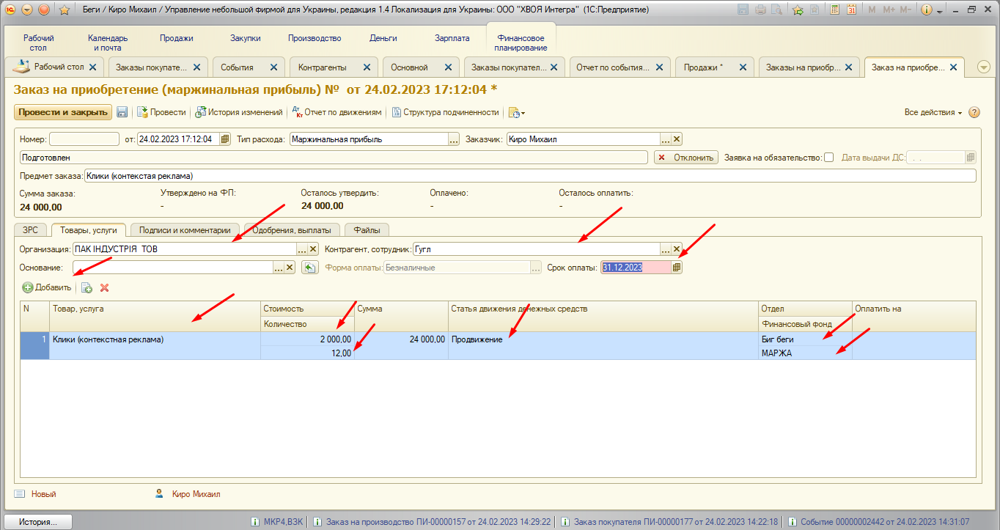 Беги / Киро Михаил / Управление небольшой фирмой для Украины, редакция 1.4 Локализация для Украины: ООО "ХВОЯ Интегра" (1С:Предприятие)
M M+ M-
Рабочий стол Календарь и почта Продажи Закупки Производство Деньги Зарплата Финансовое планирование
Рабочий стол Заказы покупате... События Контрагенты Основной Заказы покупател... Отчет по события... Продажи * Заказы на приобр... Заказ на приобре...
Заказ на приобретение (маржинальная прибыль) № от 24.02.2023 17:12:04 *
Провести и закрыть Провести История изменений Дт Кт Отчет по движениям Структура подчиненности Все действия
Номер: от: 24.02.2023 17:12:04 Тип расхода: Маржинальная прибыль ... Заказчик: Киро Михаил ...
Подготовлен Отклонить Заявка на обязательство: Дата выдачи ДС: . .
Предмет заказа: Клики (контекстая реклама)
Сумма заказа: Утверждено на ФП: Осталось утвердить: Оплачено: Осталось оплатить:
24 000,00 - 24 000,00 - -
ЗРС Товары, услуги Подписи и комментарии Одобрения, выплаты Файлы
Организация: ПАК ІНДУСТРІЯ ТОВ ... Контрагент, сотрудник: Гугл ...
Основание: ... Форма оплаты: Безналичные ... Срок оплаты: 31.12.2023
Добавить
N Товар, услуга Стоимость Сумма Статья движения денежных средств Отдел Оплатить на
Количество Финансовый фонд
1 Клики (контекстная реклама) 2 000,00 24 000,00 Продвижение Биг беги
12,00 МАРЖА
Новый Киро Михаил
История... МКР4,ВЗК Заказ на производство ПИ-00000157 от 24.02.2023 14:29:22 Заказ покупателя ПИ-00000177 от 24.02.2023 14:22:18 Событие 00000002442 от 24.02.2023 14:31:07